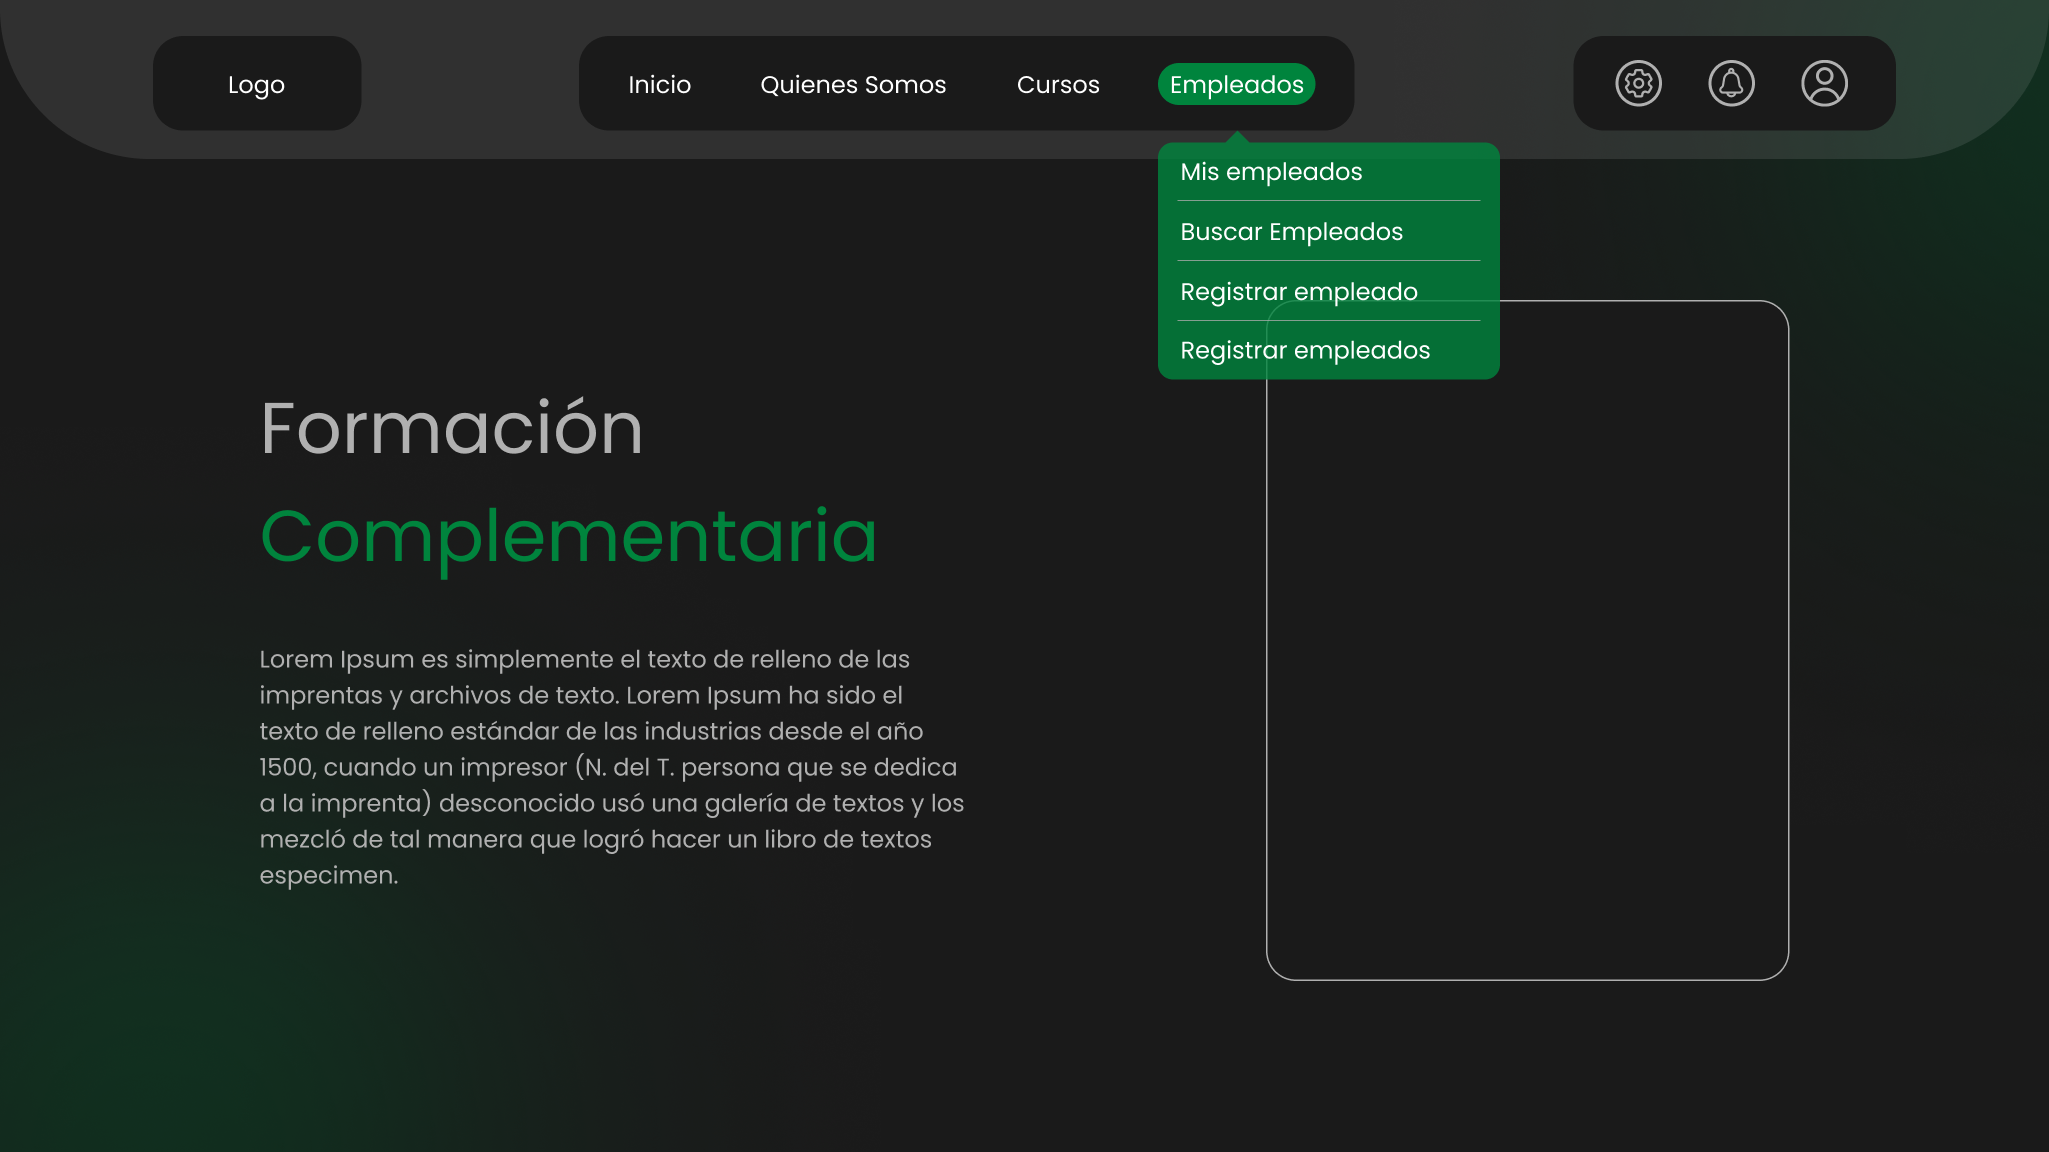 Logo
Inicio
Quienes Somos
Cursos
Empleados
Mis empleados
Buscar Empleados
Registrar empleado
Registrar empleados
Formación
Complementaria
Lorem Ipsum es simplemente el texto de relleno de las
imprentas y archivos de texto. Lorem Ipsum ha sido el
texto de relleno estándar de las industrias desde el año
1500, cuando un impresor (N. del T. persona que se dedica
a la imprenta) desconocido usó una galería de textos y los
mezcló de tal manera que logró hacer un libro de textos
especimen.